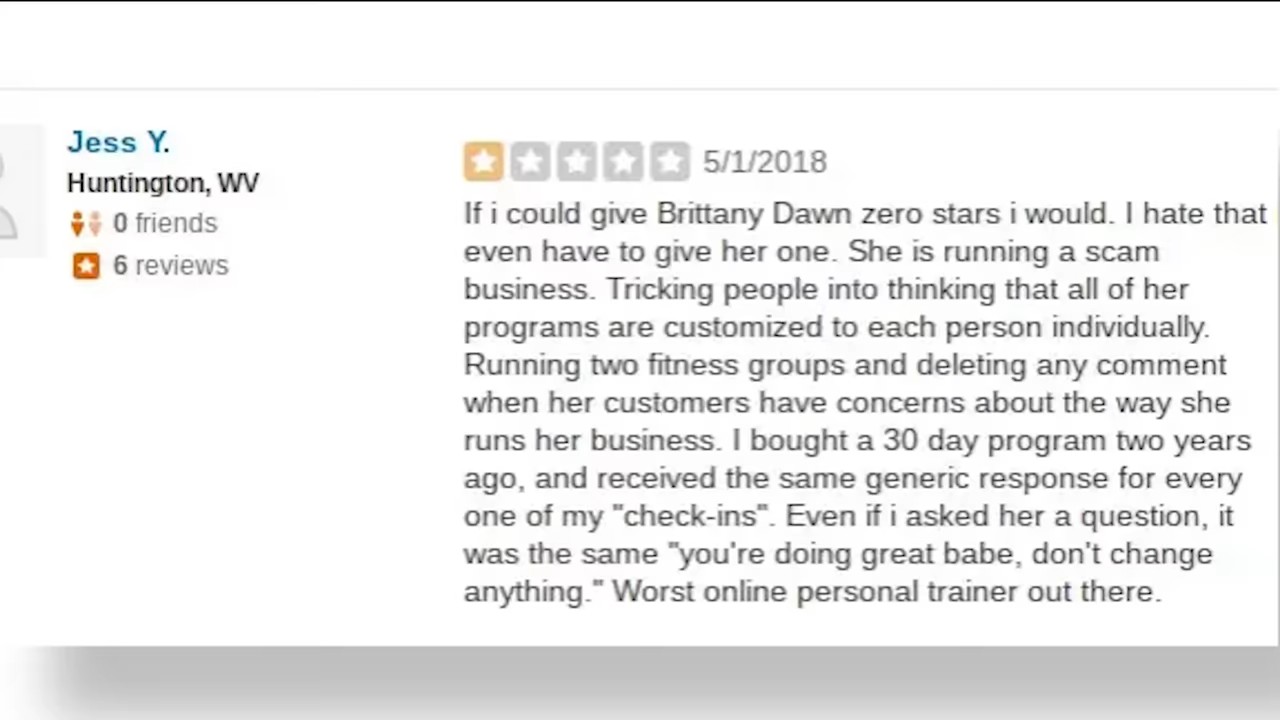 Jess Y.
Huntington, WV
0 friends
6 reviews
5/1/2018
If i could give Brittany Dawn zero stars i would. I hate that
even have to give her one. She is running a scam
business. Tricking people into thinking that all of her
programs are customized to each person individually.
Running two fitness groups and deleting any comment
when her customers have concerns about the way she
runs her business. I bought a 30 day program two years
ago, and received the same generic response for every
one of my "check-ins". Even if i asked her a question, it
was the same "you're doing great babe, don't change
anything." Worst online personal trainer out there.